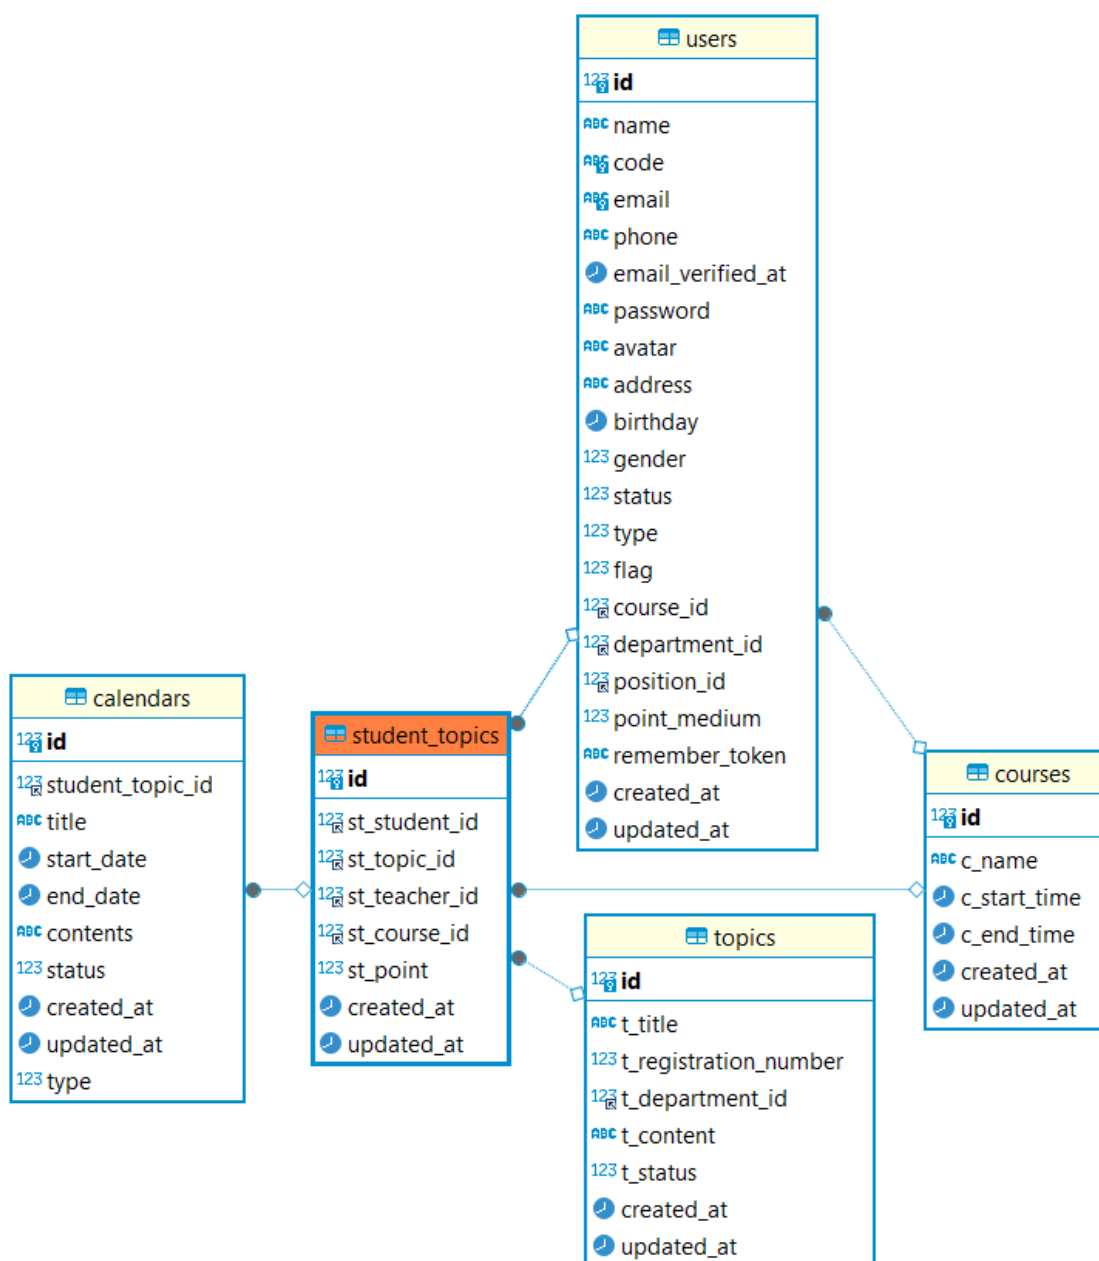 users
id
name
code
email
phone
email_verified_at
password
avatar
address
birthday
gender
status
type
flag
course_id
department_id
position_id
point_medium
remember_token
created_at
updated_at
calendars
id
student_topic_id
title
start_date
end_date
contents
status
created_at
updated_at
type
student_topics
id
st_student_id
st_topic_id
st_teacher_id
st_course_id
st_point
created_at
updated_at
courses
id
c_name
c_start_time
c_end_time
created_at
updated_at
topics
id
t_title
t_registration_number
t_department_id
t_content
t_status
created_at
updated_at